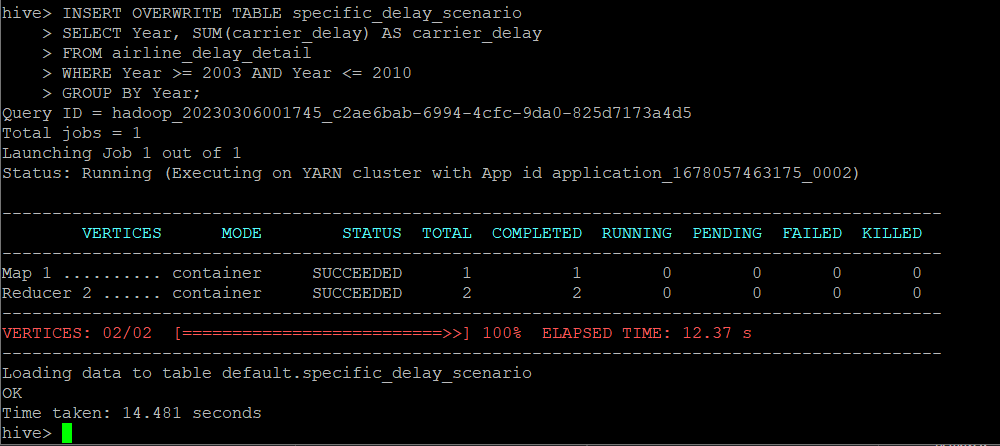 hive> INSERT OVERWRITE TABLE specific_delay_scenario
    > SELECT Year, SUM(carrier_delay) AS carrier_delay
    > FROM airline_delay_detail
    > WHERE Year >= 2003 AND Year <= 2010
    > GROUP BY Year;
Query ID = hadoop_20230306001745_c2ae6bab-6994-4cfc-9da0-825d7173a4d5
Total jobs = 1
Launching Job 1 out of 1
Status: Running (Executing on YARN cluster with App id application_1678057463175_0002)

----------------------------------------------------------------------------------------------
        VERTICES      MODE        STATUS  TOTAL  COMPLETED  RUNNING  PENDING  FAILED  KILLED
----------------------------------------------------------------------------------------------
Map 1 .......... container     SUCCEEDED      1          1        0        0       0       0
Reducer 2 ...... container     SUCCEEDED      2          2        0        0       0       0
----------------------------------------------------------------------------------------------
VERTICES: 02/02  [==========================>>] 100%  ELAPSED TIME: 12.37 s
----------------------------------------------------------------------------------------------
Loading data to table default.specific_delay_scenario
OK
Time taken: 14.481 seconds
hive>